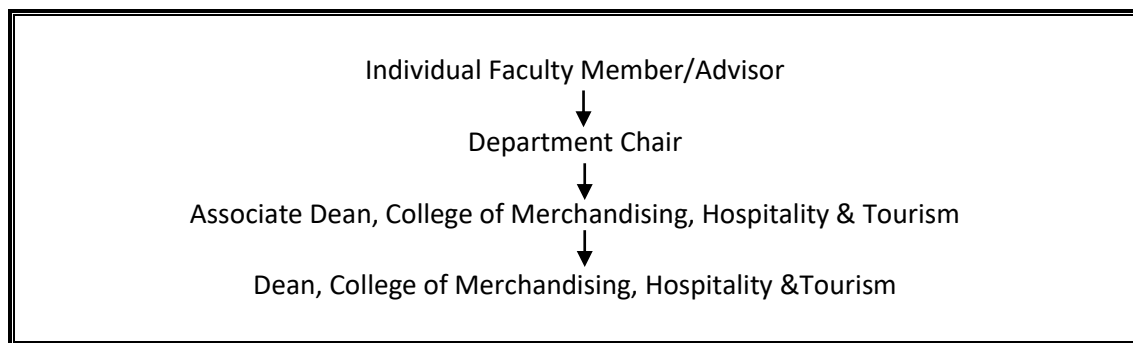 Individual Faculty Member/Advisor
Department Chair
Associate Dean, College of Merchandising, Hospitality & Tourism
Dean, College of Merchandising, Hospitality &Tourism